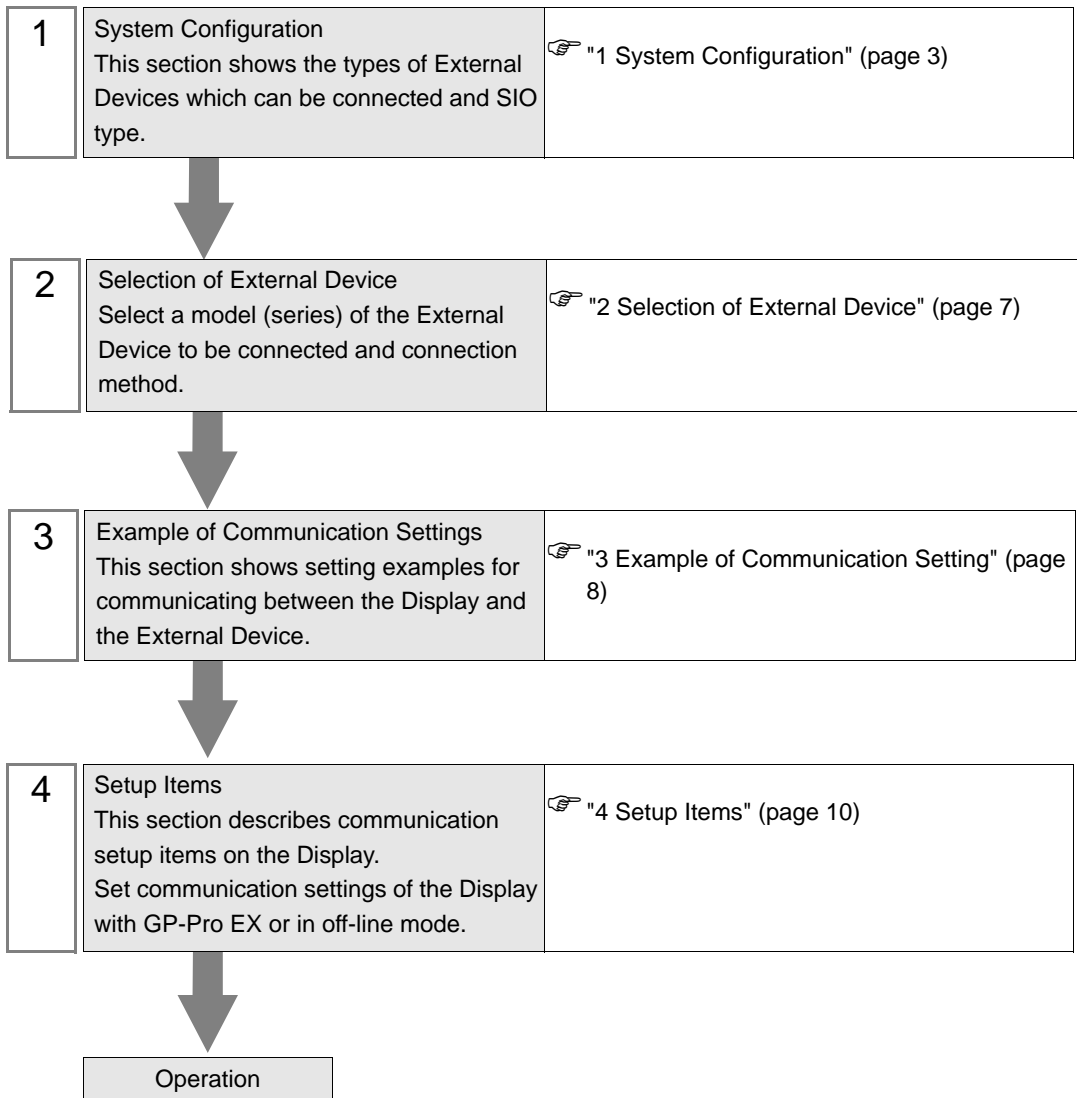 1
System Configuration
This section shows the types of External
Devices which can be connected and SIO
type.
"1 System Configuration" (page 3)
2
Selection of External Device
Select a model (series) of the External
Device to be connected and connection
method.
"2 Selection of External Device" (page 7)
3
Example of Communication Settings
This section shows setting examples for
communicating between the Display and
the External Device.
"3 Example of Communication Setting" (page
8)
4
Setup Items
This section describes communication
setup items on the Display.
Set communication settings of the Display
with GP-Pro EX or in off-line mode.
"4 Setup Items" (page 10)
Operation